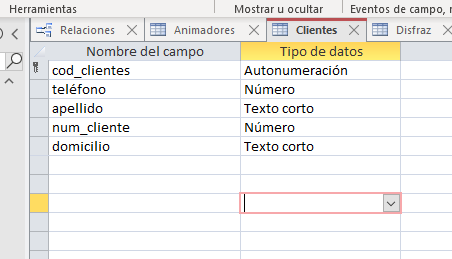 Herramientas Mostrar u ocultar Eventos de campo, r
Relaciones Animadores Clientes Disfraz
Nombre del campo Tipo de datos
cod_clientes Autonumeración
teléfono Número
apellido Texto corto
num_cliente Número
domicilio Texto corto